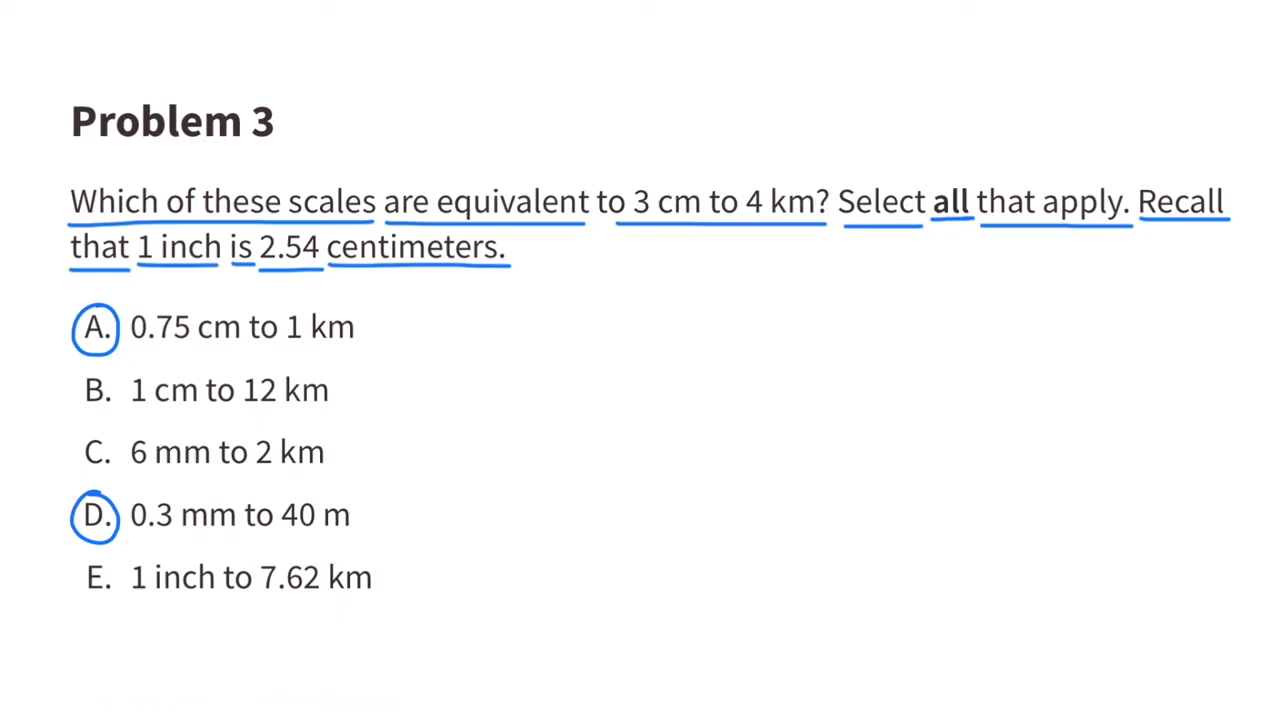 Problem 3
Which of these scales are equivalent to 3 cm to 4 km? Select all that apply. Recall
that 1 inch is 2.54 centimeters.
A. 0.75 cm to 1 km
B. 1 cm to 12 km
C. 6 mm to 2 km
D. 0.3 mm to 40 m
E. 1 inch to 7.62 km